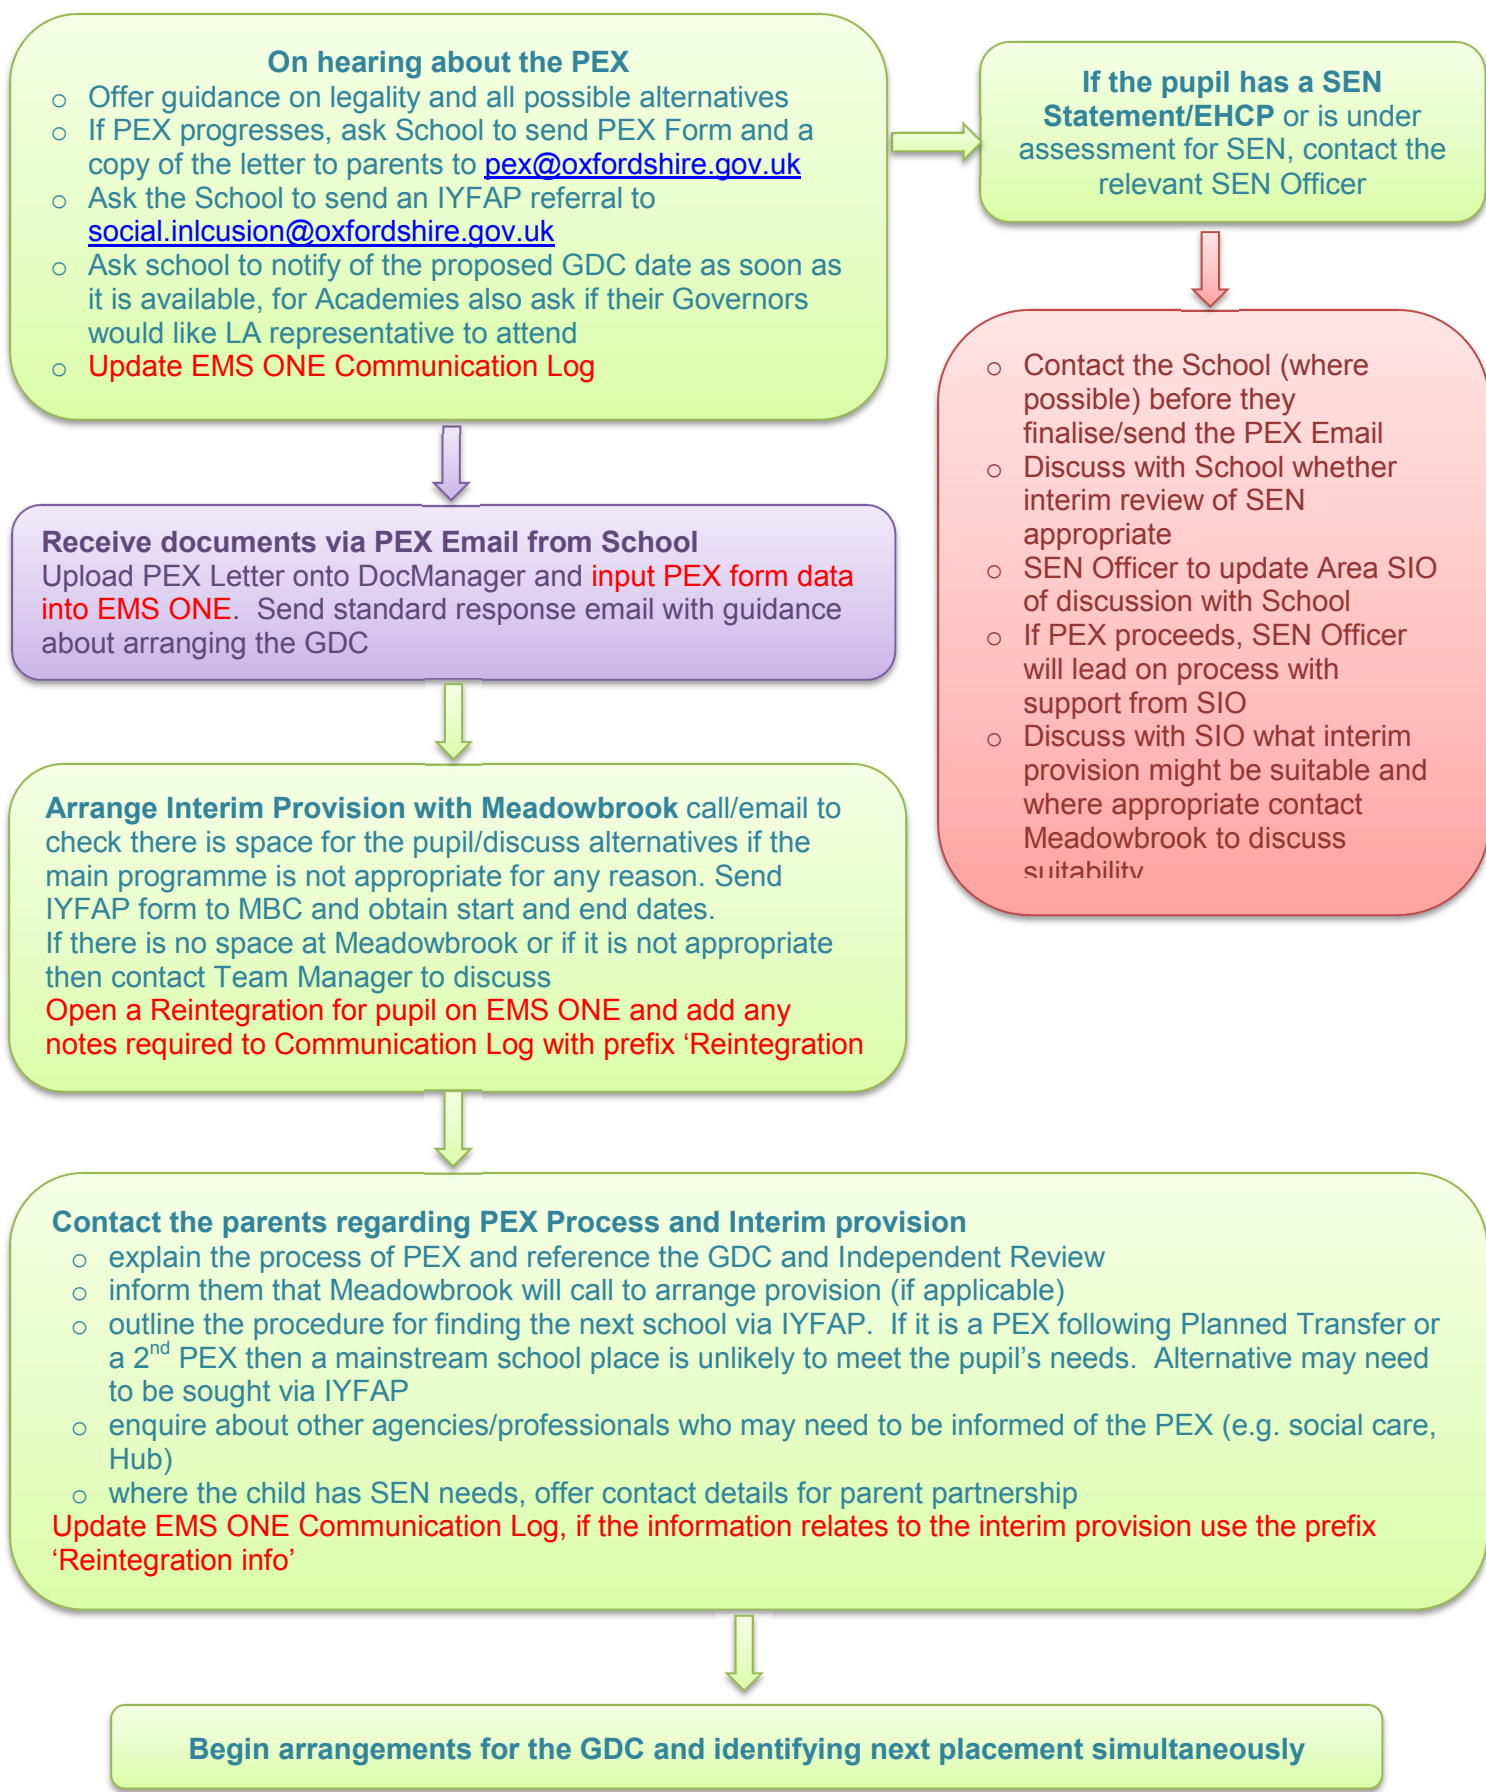 On hearing about the PEX
o Offer guidance on legality and all possible alternatives
o If PEX progresses, ask School to send PEX Form and a
copy of the letter to parents to pex@oxfordshire.gov.uk
o Ask the School to send an IYFAP referral to
social.inlcusion@oxfordshire.gov.uk
o Ask school to notify of the proposed GDC date as soon as
it is available, for Academies also ask if their Governors
would like LA representative to attend
o Update EMS ONE Communication Log
If the pupil has a SEN
Statement/EHCP or is under
assessment for SEN, contact the
relevant SEN Officer
o Contact the School (where
possible) before they
finalise/send the PEX Email
o Discuss with School whether
interim review of SEN
appropriate
o SEN Officer to update Area SIO
of discussion with School
o If PEX proceeds, SEN Officer
will lead on process with
support from SIO
o Discuss with SIO what interim
provision might be suitable and
where appropriate contact
Meadowbrook to discuss
suitability
Receive documents via PEX Email from School
Upload PEX Letter onto DocManager and input PEX form data
into EMS ONE.  Send standard response email with guidance
about arranging the GDC
Arrange Interim Provision with Meadowbrook call/email to
check there is space for the pupil/discuss alternatives if the
main programme is not appropriate for any reason. Send
IYFAP form to MBC and obtain start and end dates.
If there is no space at Meadowbrook or if it is not appropriate
then contact Team Manager to discuss
Open a Reintegration for pupil on EMS ONE and add any
notes required to Communication Log with prefix ‘Reintegration
Contact the parents regarding PEX Process and Interim provision
o explain the process of PEX and reference the GDC and Independent Review
o inform them that Meadowbrook will call to arrange provision (if applicable)
o outline the procedure for finding the next school via IYFAP.  If it is a PEX following Planned Transfer or
a 2nd PEX then a mainstream school place is unlikely to meet the pupil’s needs.  Alternative may need
to be sought via IYFAP
o enquire about other agencies/professionals who may need to be informed of the PEX (e.g. social care,
Hub)
o where the child has SEN needs, offer contact details for parent partnership
Update EMS ONE Communication Log, if the information relates to the interim provision use the prefix
‘Reintegration info’
Begin arrangements for the GDC and identifying next placement simultaneously